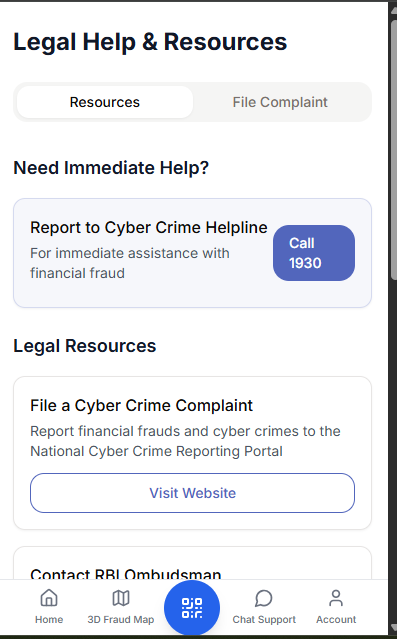 Legal Help & Resources
Resources
File Complaint
Need Immediate Help?
Report to Cyber Crime Helpline
For immediate assistance with
financial fraud
Call
1930
Legal Resources
File a Cyber Crime Complaint
Report financial frauds and cyber crimes to the
National Cyber Crime Reporting Portal
Visit Website
Contact RBI Ombudsman
Home
3D Fraud Map
Chat Support
Account